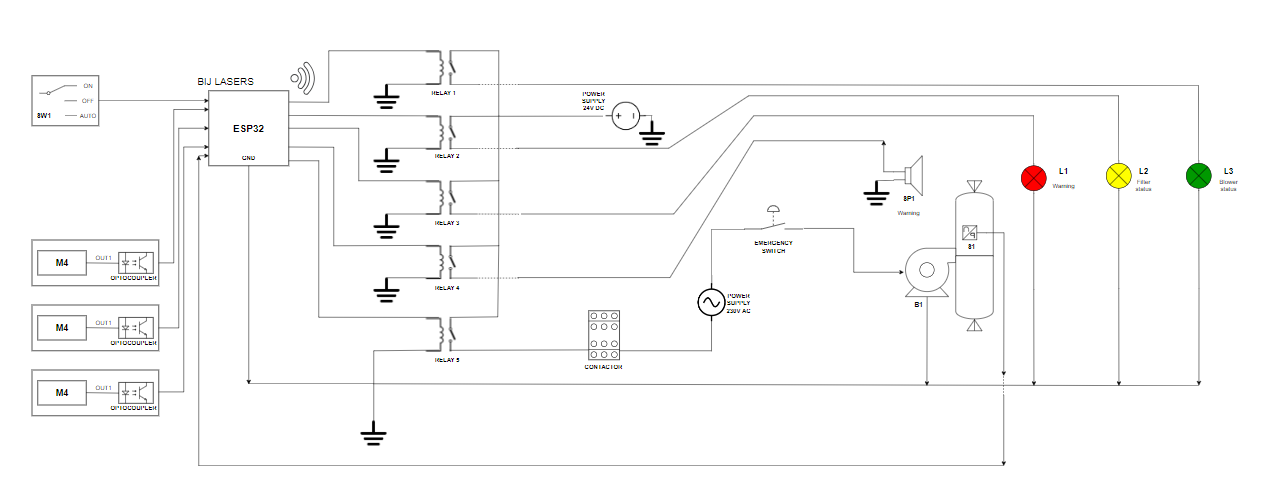 BIJ LASERS
ESP32
GND
ON
OFF
AUTO
SW1
RELAY 1
RELAY 2
RELAY 3
RELAY 4
RELAY 5
POWER
SUPPLY
24V DC
+ -
M4
OUT1
OPTOCOUPLER
M4
OUT1
OPTOCOUPLER
M4
OUT1
OPTOCOUPLER
CONTACTOR
POWER
SUPPLY
230V AC
EMERGENCY
SWITCH
SP1
Warning
B1
S1
L1
Warning
L2
Filter
status
L3
Blower
status